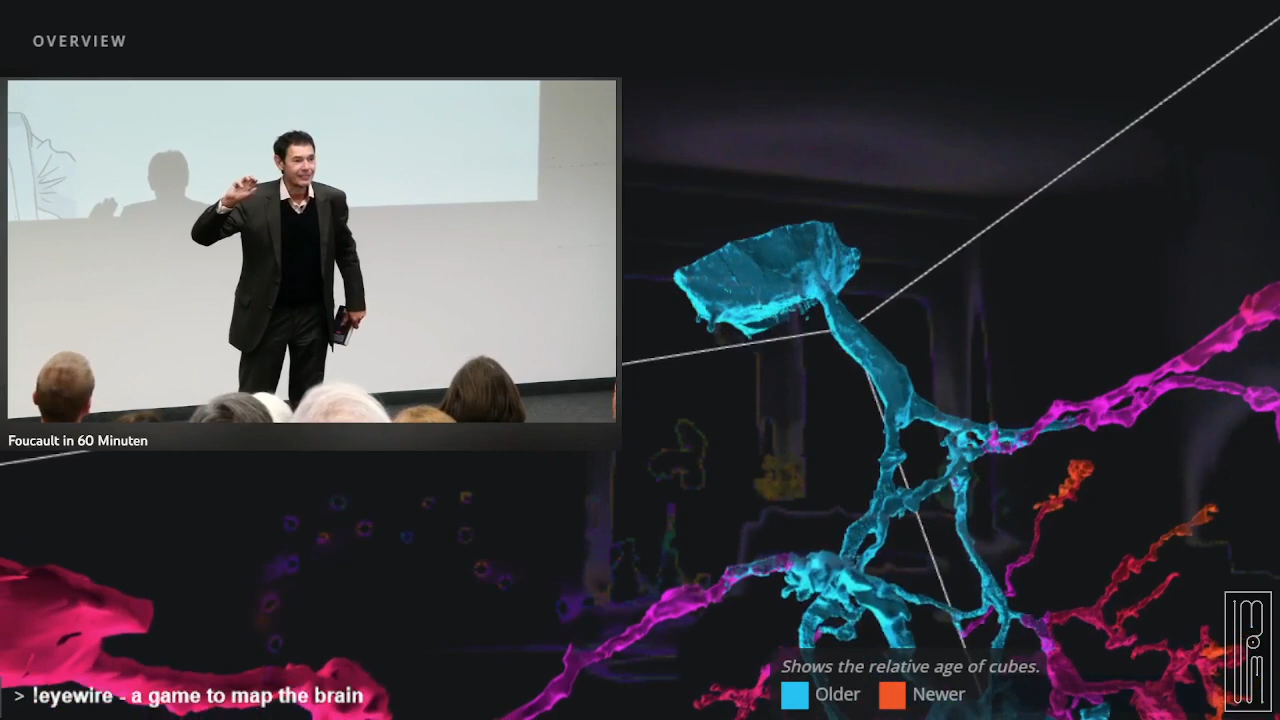 OVERVIEW
Foucault in 60 Minuten
Shows the relative age of cubes.
Older
Newer
> !eyewire - a game to map the brain